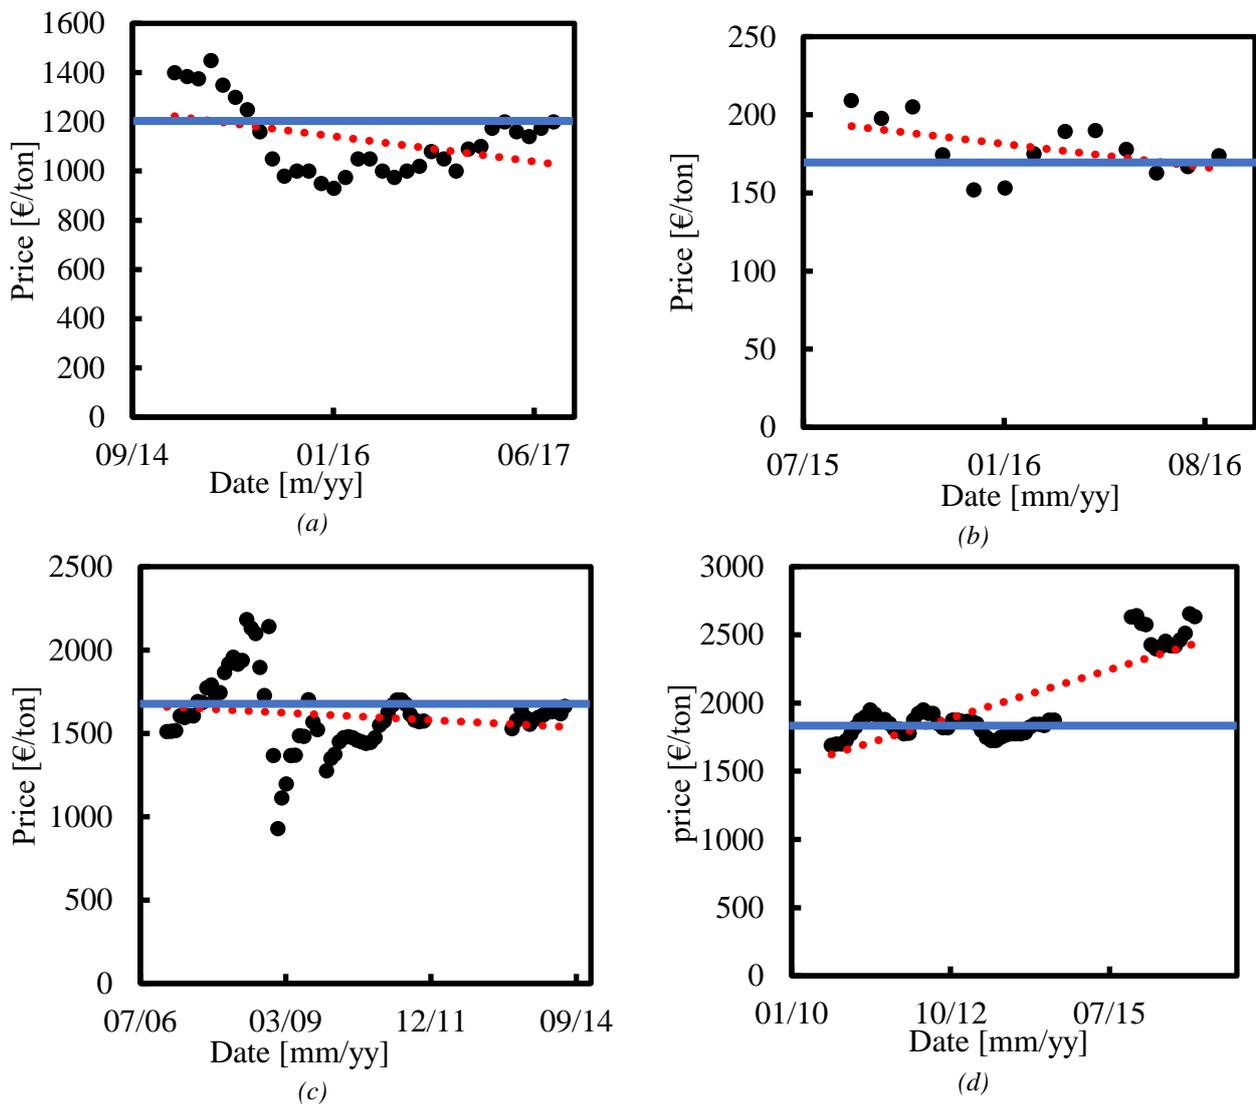 1600
1400
1200
1000
800
600
400
200
0
Price [€/ton]
09/14 01/16 06/17
Date [m/yy]
(a)
250
200
150
100
50
0
Price [€/ton]
07/15 01/16 08/16
Date [mm/yy]
(b)
2500
2000
1500
1000
500
0
Price [€/ton]
07/06 03/09 12/11 09/14
Date [mm/yy]
(c)
3000
2500
2000
1500
1000
500
0
price [€/ton]
01/10 10/12 07/15
Date [mm/yy]
(d)